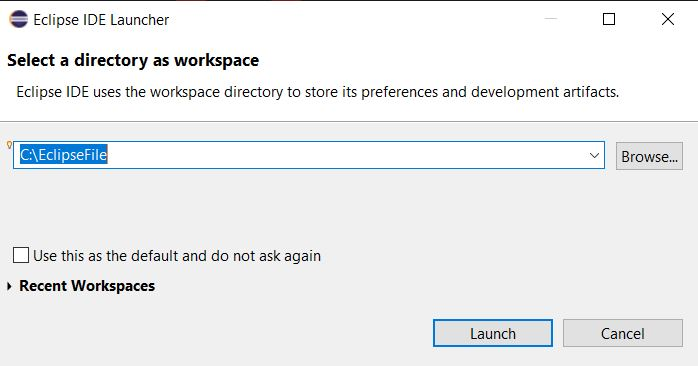 Eclipse IDE Launcher
Select a directory as workspace
Eclipse IDE uses the workspace directory to store its preferences and development artifacts.
C:\EclipseFile
Browse...
Use this as the default and do not ask again
Recent Workspaces
Launch
Cancel